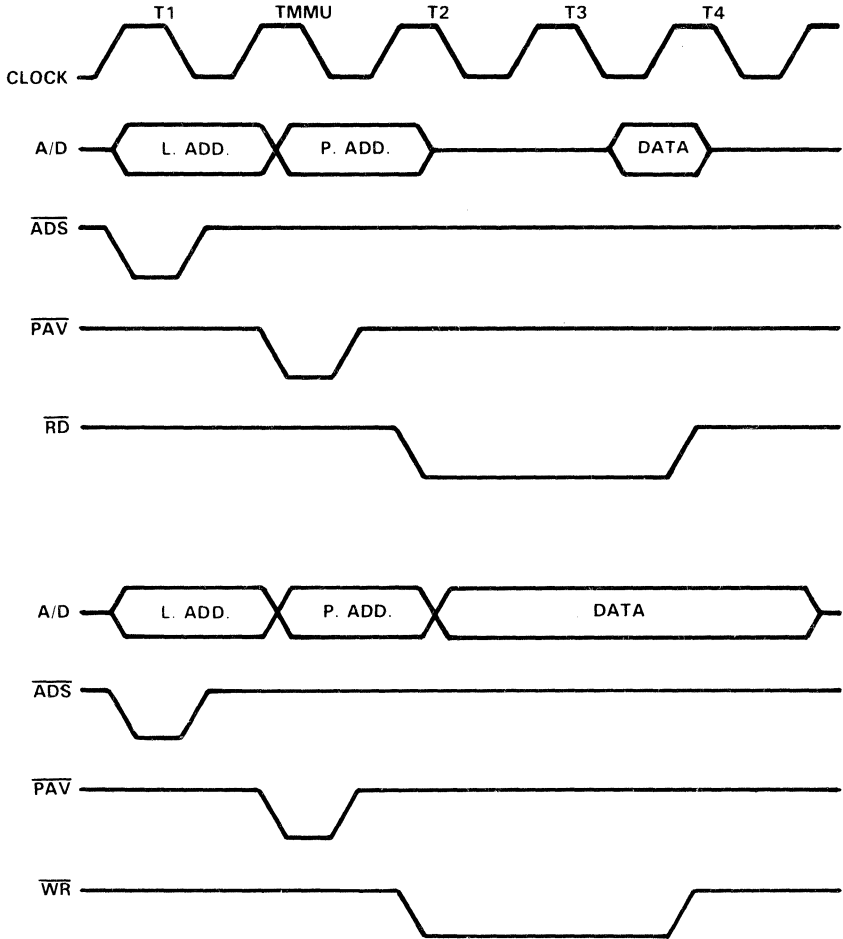 T1 TMMU T2 T3 T4
CLOCK
A/D L. ADD. P. ADD. DATA
ADS
PAV
RD
A/D L. ADD. P. ADD. DATA
ADS
PAV
WR